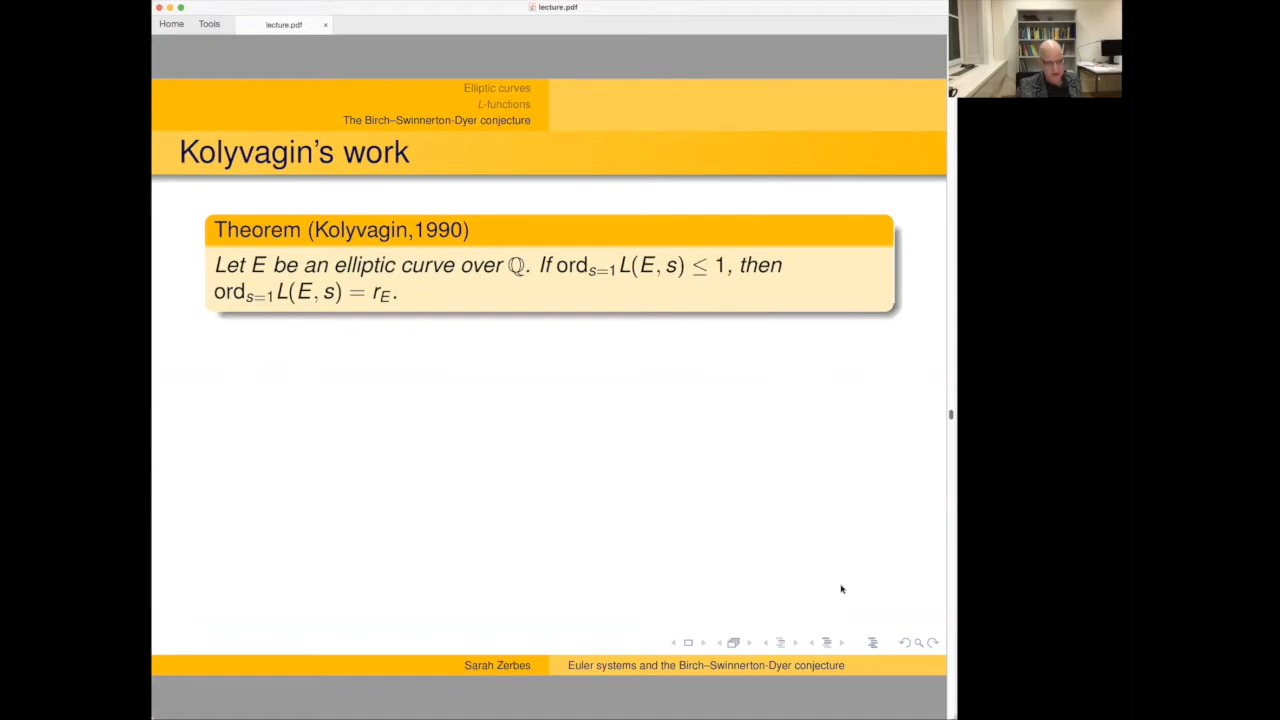 lecture.pdf
Home Tools lecture.pdf ×
Elliptic curves
L-functions
The Birch–Swinnerton-Dyer conjecture
Kolyvagin's work
Theorem (Kolyvagin,1990)
Let E be an elliptic curve over ℚ. If ord_{s=1} L(E, s) ≤ 1, then
ord_{s=1} L(E, s) = r_E.
Sarah Zerbes Euler systems and the Birch–Swinnerton-Dyer conjecture